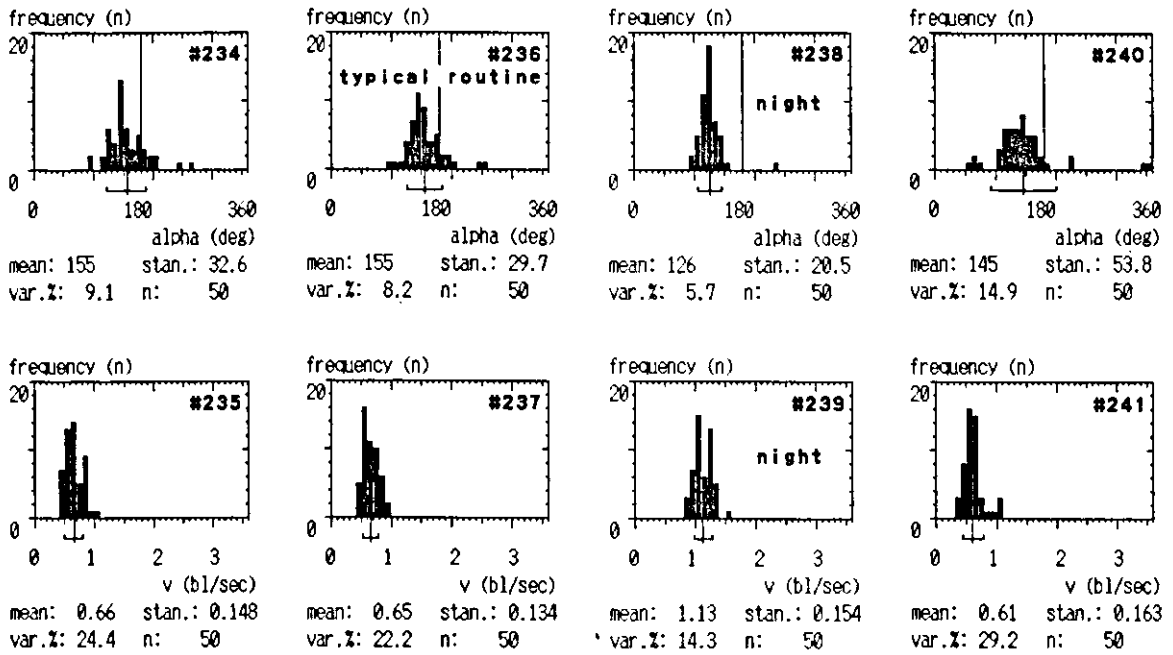 frequency (n) frequency (n) frequency (n) frequency (n)
20 #234 20 #236 20 #238 20 #240
typical routine night
0 0 0 0
0 180 360 0 180 360 0 180 360 0 180 360
alpha (deg) alpha (deg) alpha (deg) alpha (deg)
mean: 155 stan.: 32.6 mean: 155 stan.: 29.7 mean: 126 stan.: 20.5 mean: 145 stan.: 53.8
var.%: 9.1 n: 50 var.%: 8.2 n: 50 var.%: 5.7 n: 50 var.%: 14.9 n: 50
frequency (n) frequency (n) frequency (n) frequency (n)
20 #235 20 #237 20 #239 20 #241
night
0 0 0 0
0 1 2 3 0 1 2 3 0 1 2 3 0 1 2 3
v (bl/sec) v (bl/sec) v (bl/sec) v (bl/sec)
mean: 0.66 stan.: 0.148 mean: 0.65 stan.: 0.134 mean: 1.13 stan.: 0.154 mean: 0.61 stan.: 0.163
var.%: 24.4 n: 50 var.%: 22.2 n: 50 var.%: 14.3 n: 50 var.%: 29.2 n: 50